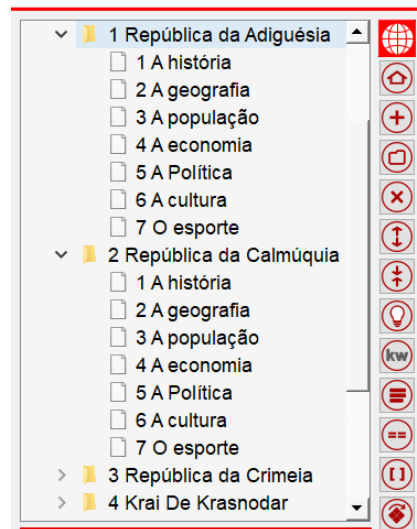 1 República da Adiguésia
1 A história
2 A geografia
3 A população
4 A economia
5 A Política
6 A cultura
7 O esporte
2 República da Calmúquia
1 A história
2 A geografia
3 A população
4 A economia
5 A Política
6 A cultura
7 O esporte
3 República da Crimeia
4 Krai De Krasnodar
kw
==
[ ]